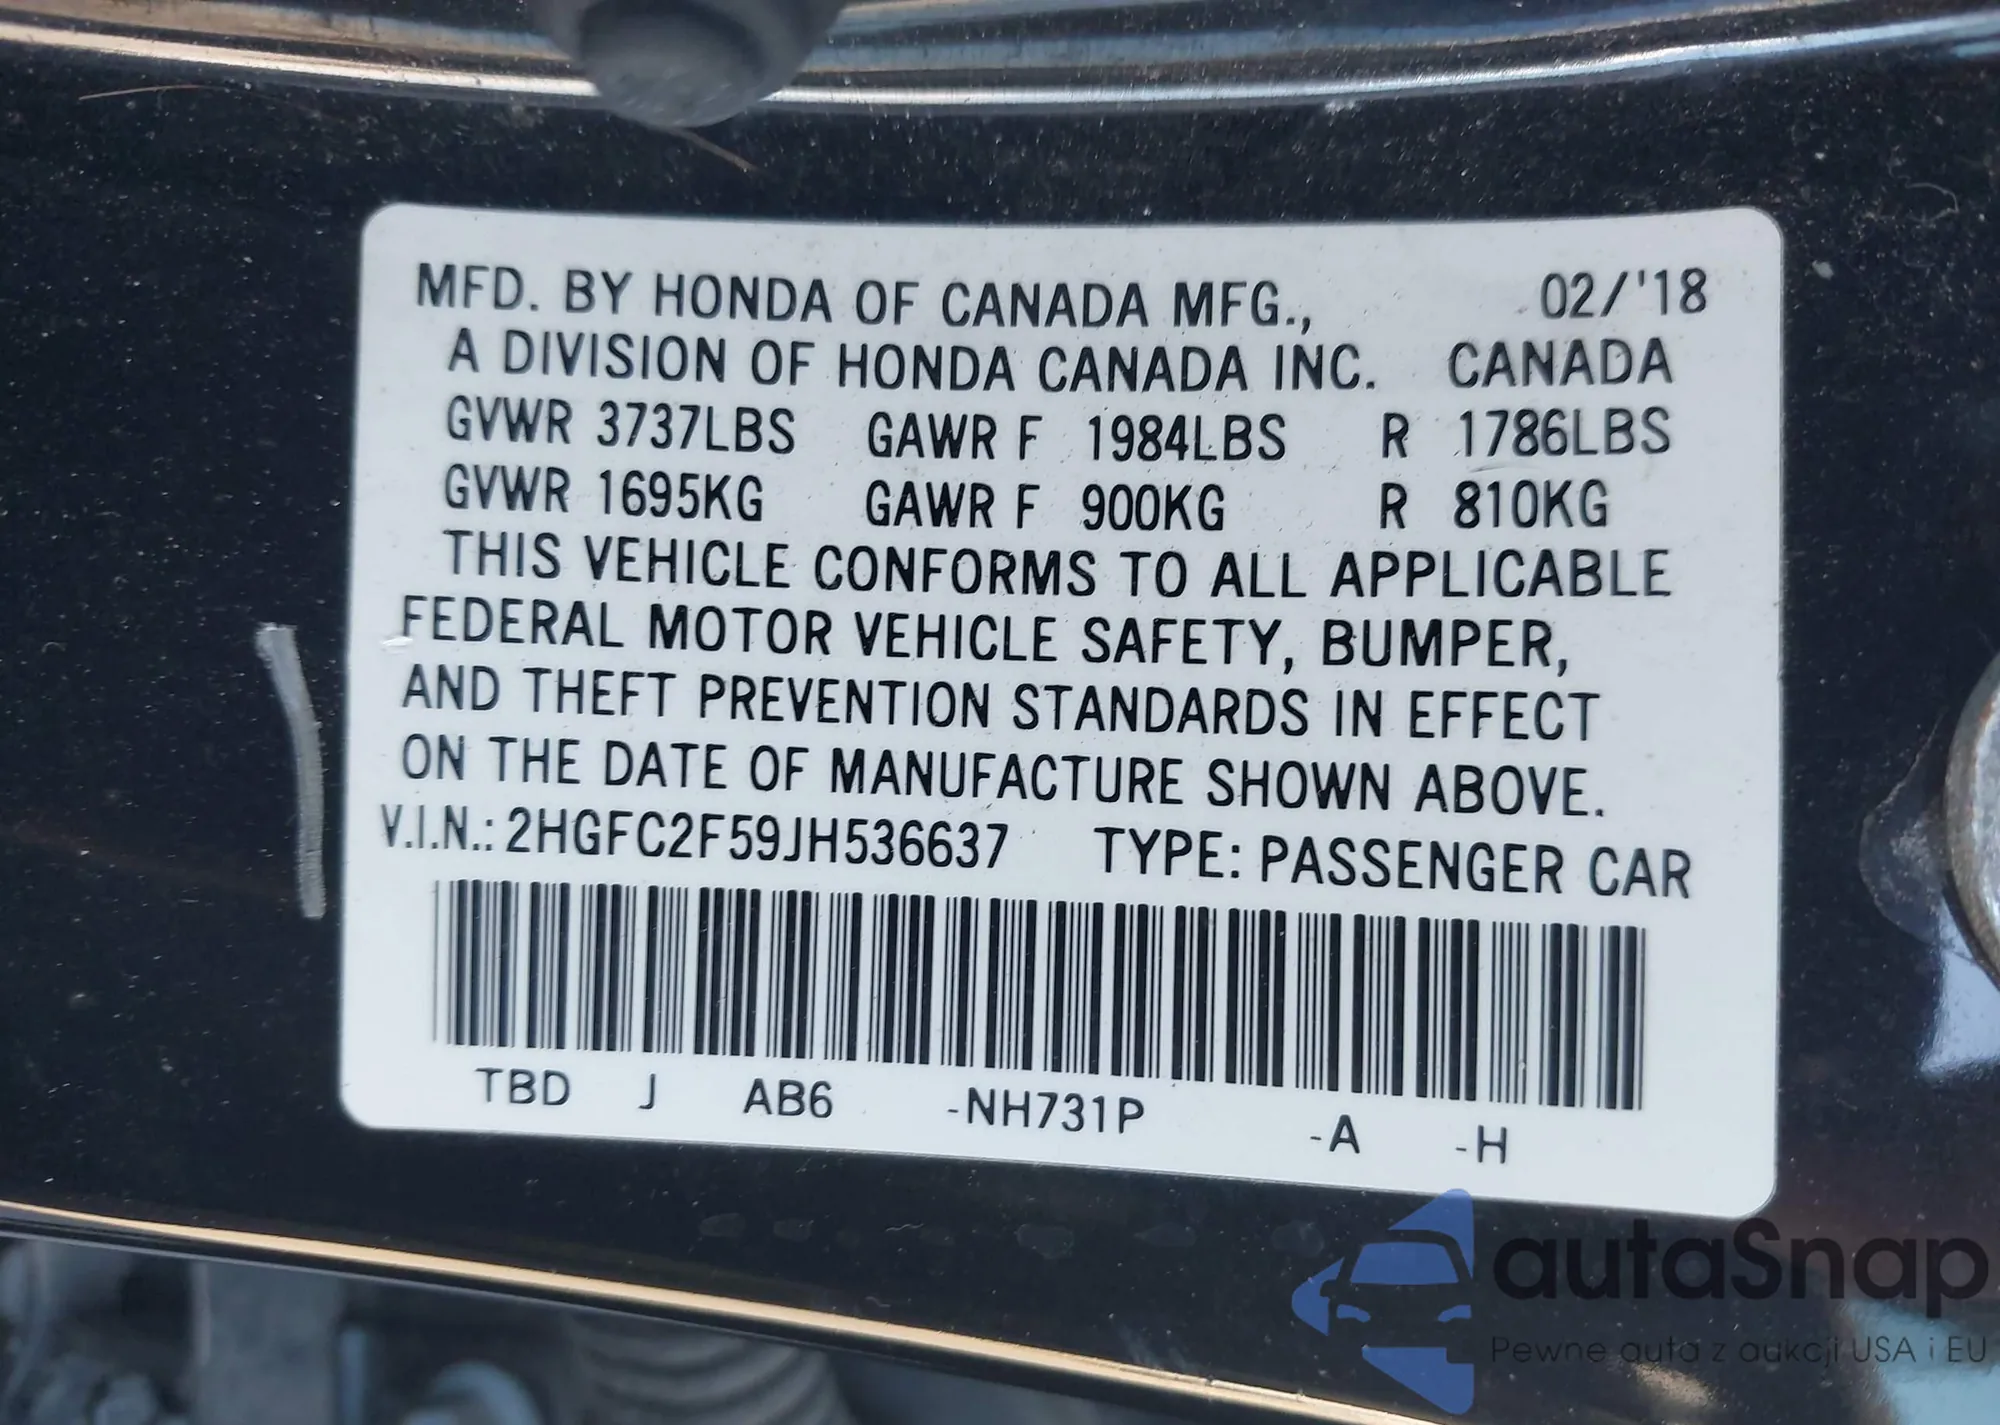 MFD. BY HONDA OF CANADA MFG., 02/'18
A DIVISION OF HONDA CANADA INC. CANADA
GVWR 3737LBS GAWR F 1984LBS R 1786LBS
GVWR 1695KG GAWR F 900KG R 810KG
THIS VEHICLE CONFORMS TO ALL APPLICABLE
FEDERAL MOTOR VEHICLE SAFETY, BUMPER,
AND THEFT PREVENTION STANDARDS IN EFFECT
ON THE DATE OF MANUFACTURE SHOWN ABOVE.
V.I.N.: 2HGFC2F59JH536637 TYPE: PASSENGER CAR
TBD J AB6 -NH731P -A -H
autaSnap
Pewne auta z aukcji USA i EU